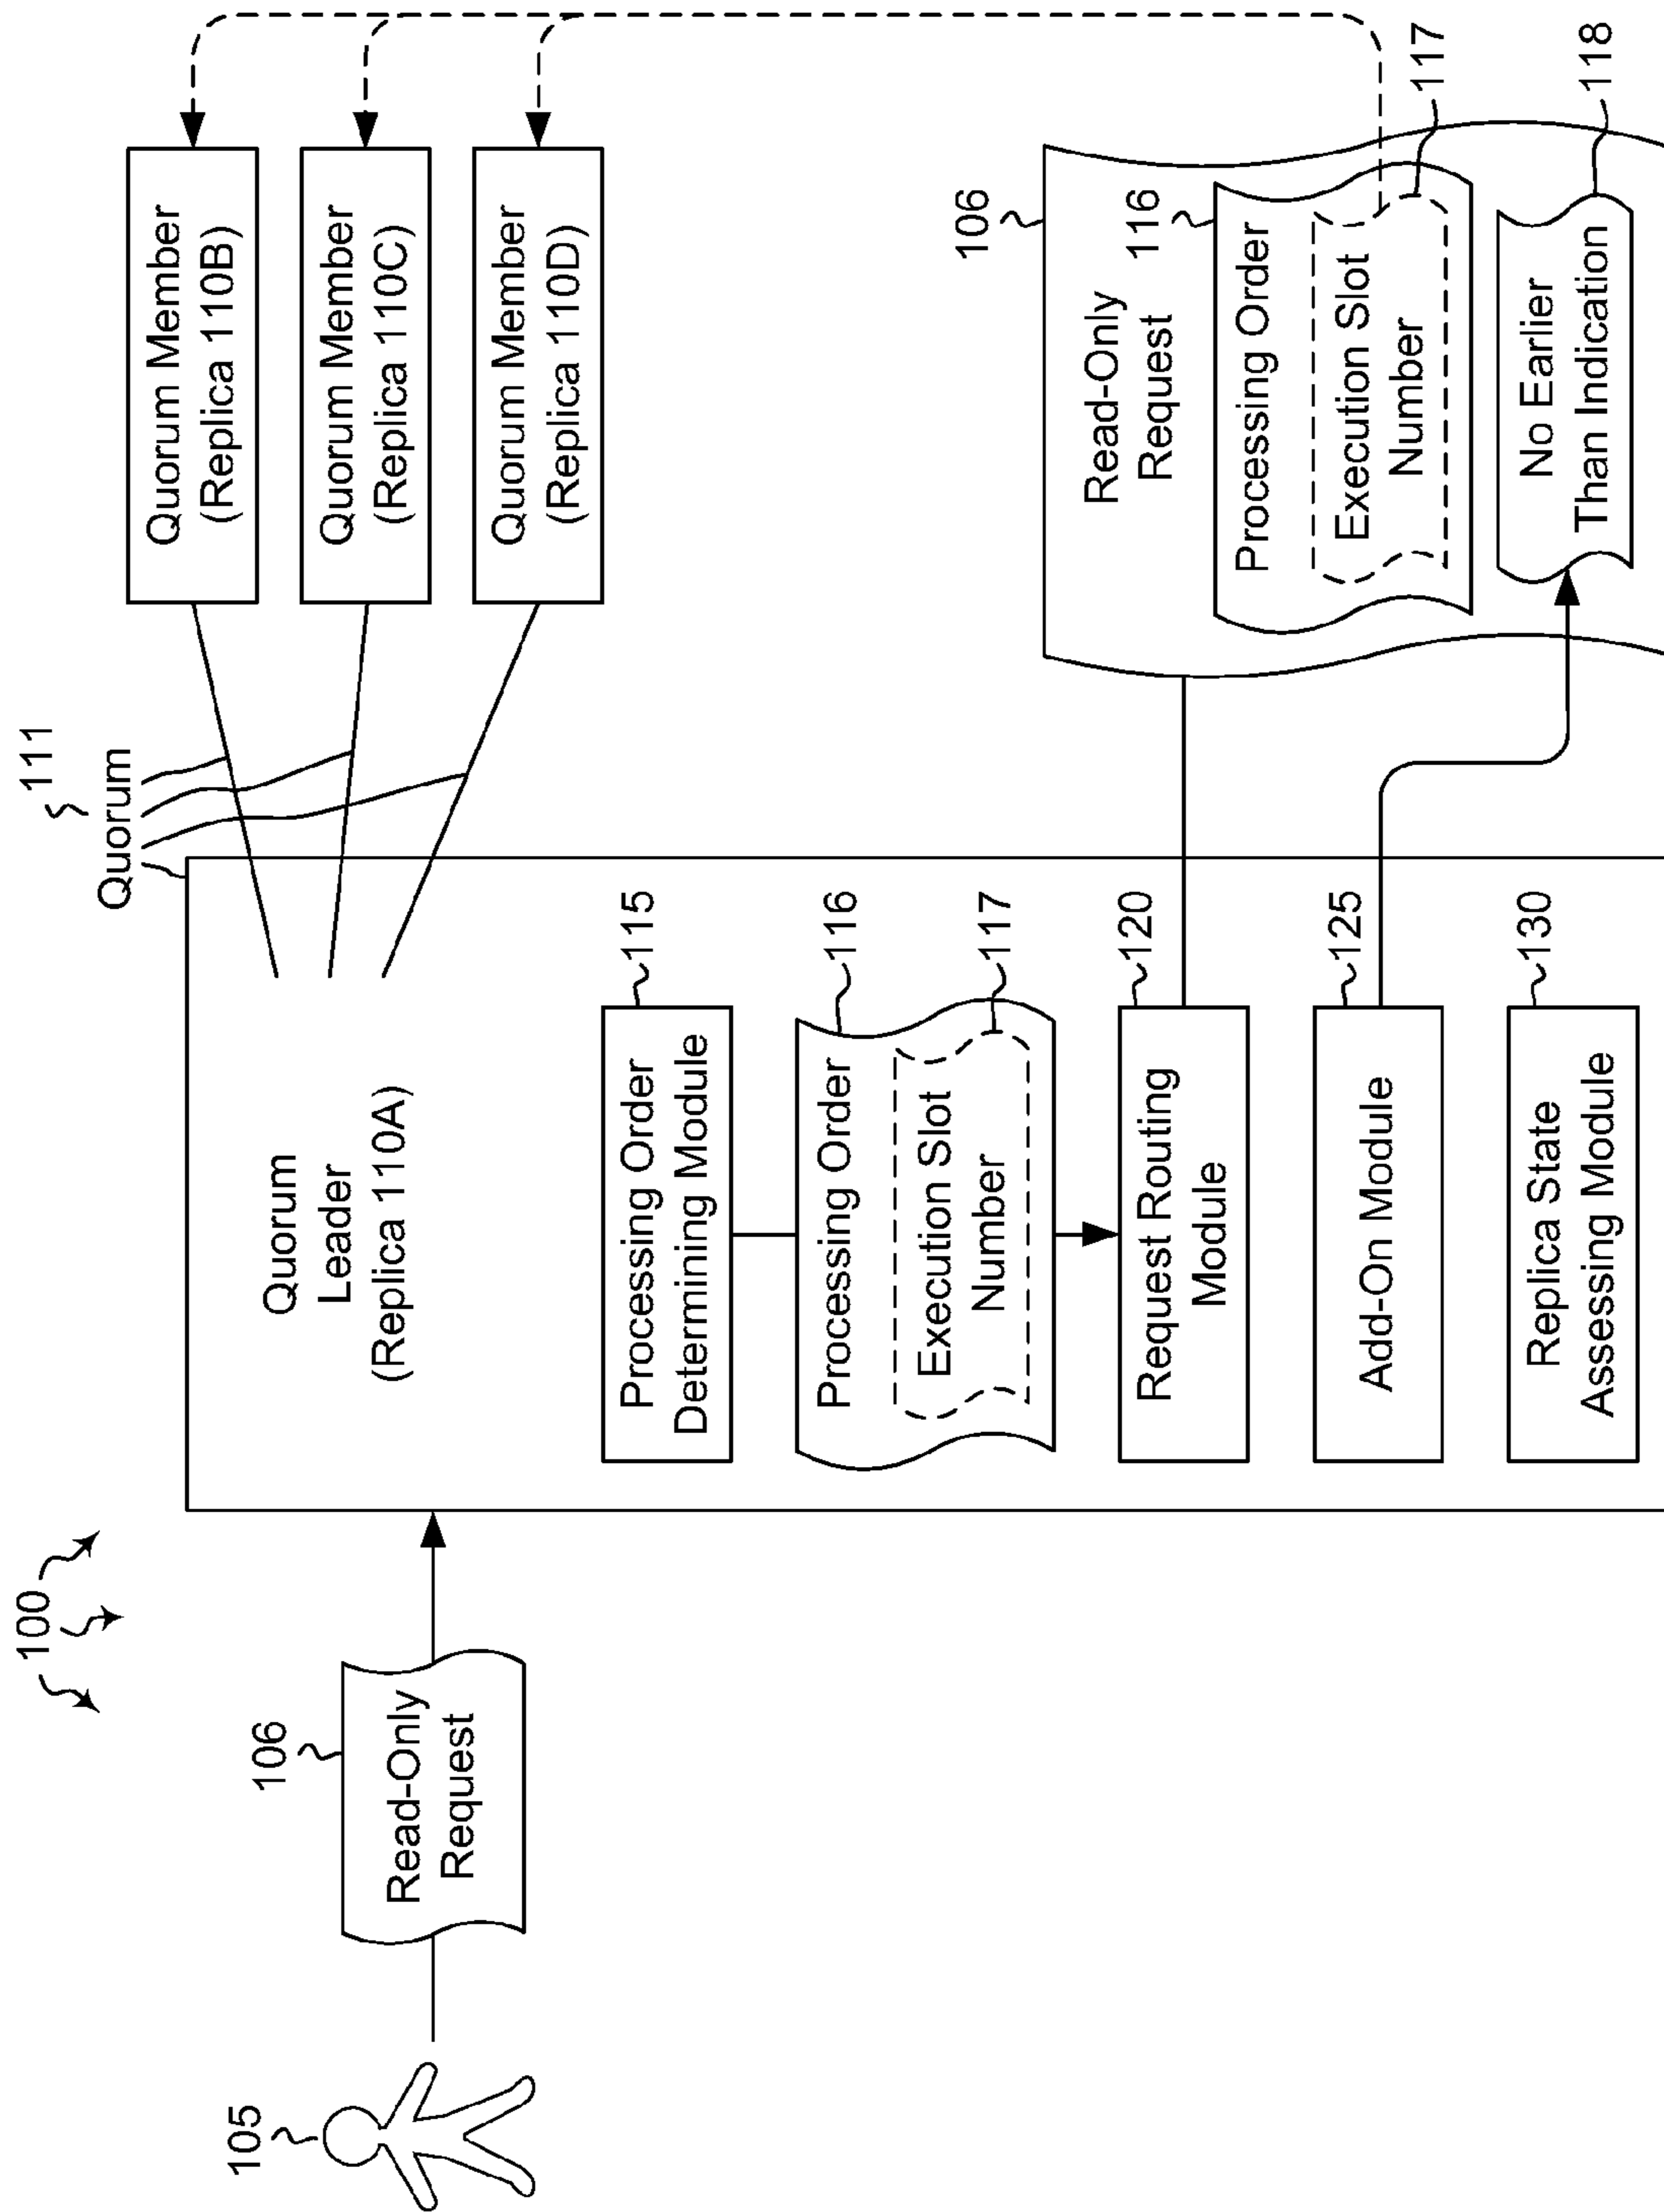 100
105
106
Read-Only
Request
111
Quorum
Quorum
Leader
(Replica 110A)
Processing Order
Determining Module
115
Processing Order
116
Execution Slot
Number
117
Request Routing
Module
120
Add-On Module
125
Replica State
Assessing Module
130
Quorum Member
(Replica 110B)
Quorum Member
(Replica 110C)
Quorum Member
(Replica 110D)
106
Read-Only
Request
116
Processing Order
Execution Slot
Number
117
No Earlier
Than Indication
118